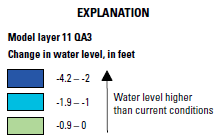 EXPLANATION
Model layer 11 QA3
Change in water level, in feet
-4.2 – -2
-1.9 – -1
-0.9 – 0
Water level higher
than current conditions